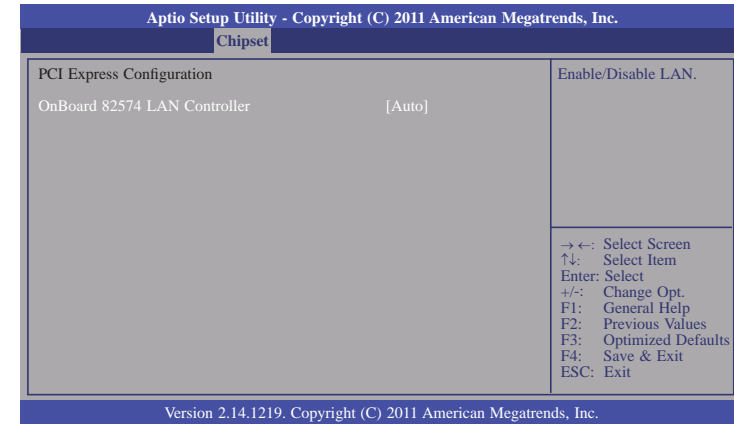 Aptio Setup Utility - Copyright (C) 2011 American Megatrends, Inc.
Chipset
PCI Express Configuration
OnBoard 82574 LAN Controller [Auto]
Enable/Disable LAN.
→←: Select Screen
↑↓: Select Item
Enter: Select
+/-: Change Opt.
F1: General Help
F2: Previous Values
F3: Optimized Defaults
F4: Save & Exit
ESC: Exit
Version 2.14.1219. Copyright (C) 2011 American Megatrends, Inc.